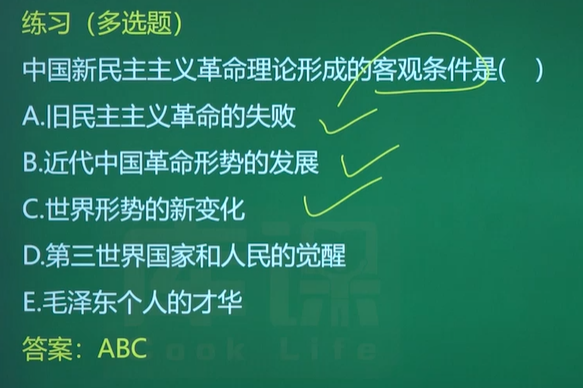 练习（多选题）
中国新民主主义革命理论形成的客观条件是(    )
A.旧民主主义革命的失败
B.近代中国革命形势的发展
C.世界形势的新变化
D.第三世界国家和人民的觉醒
E.毛泽东个人的才华
答案：ABC
ook Life